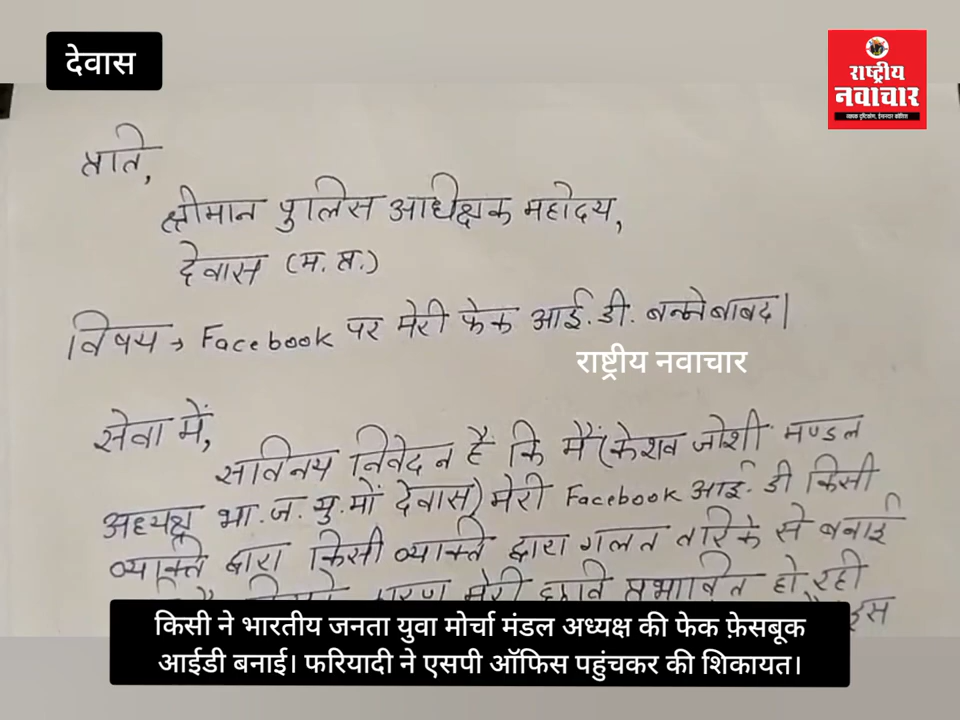 देवास
राष्ट्रीय
नवाचार
प्रति,
श्रीमान पुलिस अधिक्षक महोदय,
देवास (म. प्र.)
विषय → Facebook पर मेरी फेक आई.डी. बनने बाबद।
राष्ट्रीय नवाचार
सेवा में,
सविनय निवेदन है कि मैं (केशव जोशी मण्डल
अध्यक्ष भा.ज.यु.मों देवास) मेरी Facebook आई.डी किसी
व्यक्ति द्वारा किसी व्यक्ति द्वारा गलत तरिके से बनाई
मेरी छवि प्रभावित हो रही
इस
किसी ने भारतीय जनता युवा मोर्चा मंडल अध्यक्ष की फेक फ़ेसबूक
आईडी बनाई। फरियादी ने एसपी ऑफिस पहुंचकर की शिकायत।